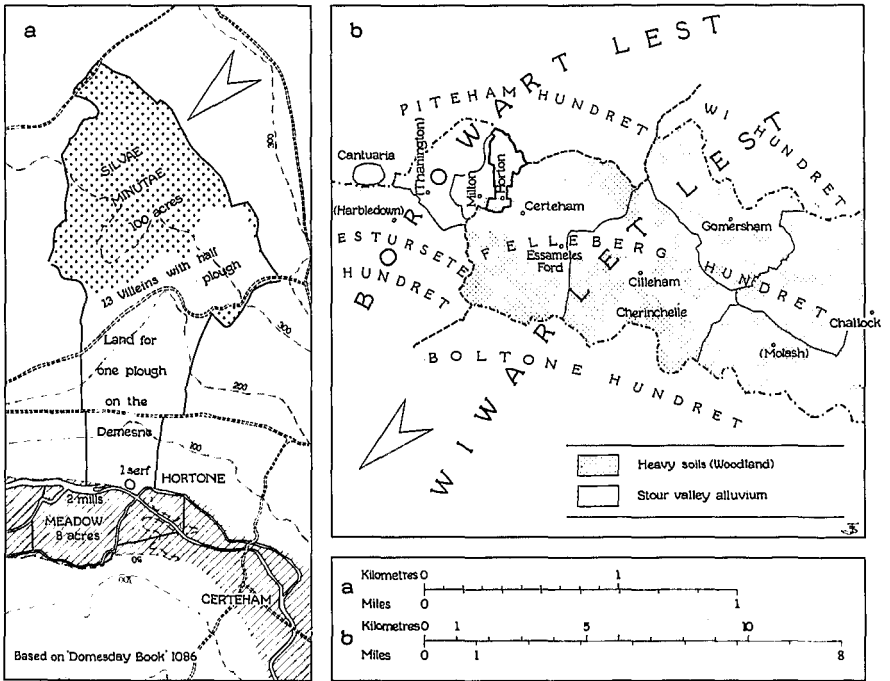 a
300
SILVAE
MINUTAE
100 acres
23 Villeins with half
plough
300
Land for
one plough
on the
Demesne
200
100
1 serf
HORTONE
2 mills
MEADOW
8 acres
50
100
CERTEHAM
Based on 'Domesday Book' 1086
b
BOROWART LEST
PITEHAM HUNDRET
WI HUNDRET
WIWARLET LEST
Cantuaria
(Thanington)
Milton
Horton
(Harbledown)
Certeham
ESTURSETE
HUNDRET
FELLEBERG HUNDRET
Essameles
Ford
Gomersham
Cilleham
Cherinchelle
Challock
(Molash)
BOLTONE HUNDRET
Heavy soils (Woodland)
Stour valley alluvium
a
Kilometres 0 1
Miles 0 1
b
Kilometres 0 1 5 10
Miles 0 1 8